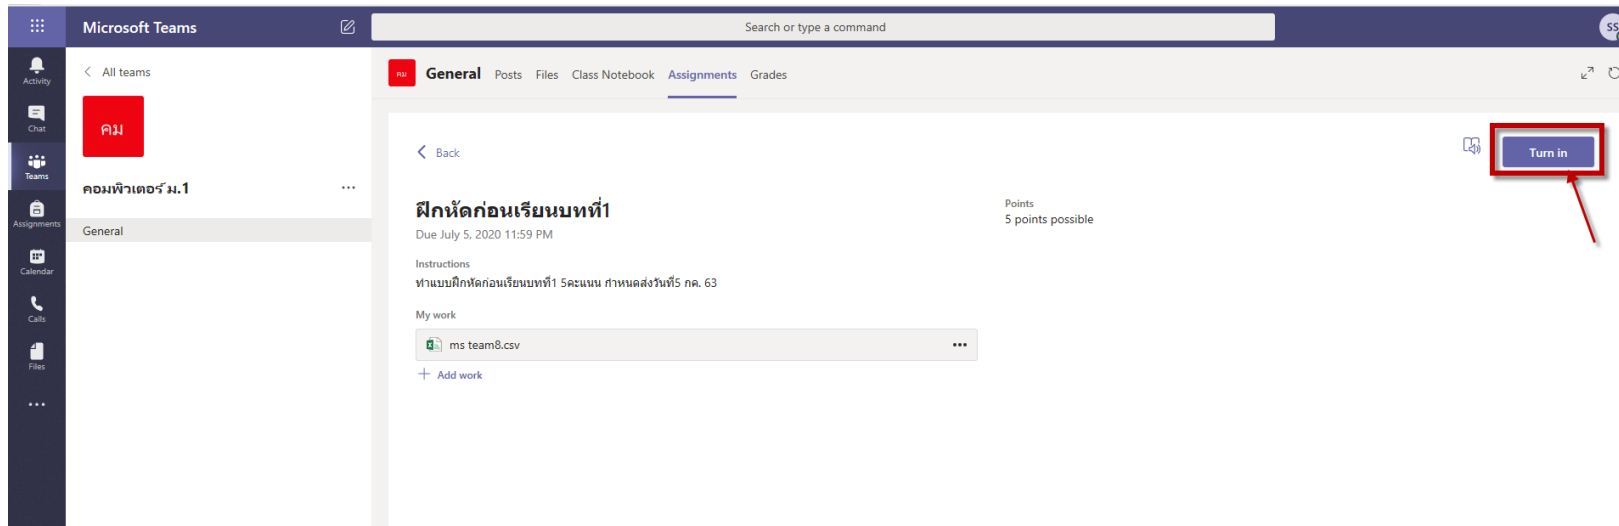 Microsoft Teams
Search or type a command
SS
Activity
Chat
Teams
Assignments
Calendar
Calls
Files
All teams
คม
คอมพิวเตอร์ ม.1
General
คม General Posts Files Class Notebook Assignments Grades
Back
Turn in
ฝึกหัดก่อนเรียนบทที่1
Due July 5, 2020 11:59 PM
Points
5 points possible
Instructions
ทำแบบฝึกหัดก่อนเรียนบทที่1 5คะแนน กำหนดส่งวันที่5 กค. 63
My work
ms team8.csv
Add work